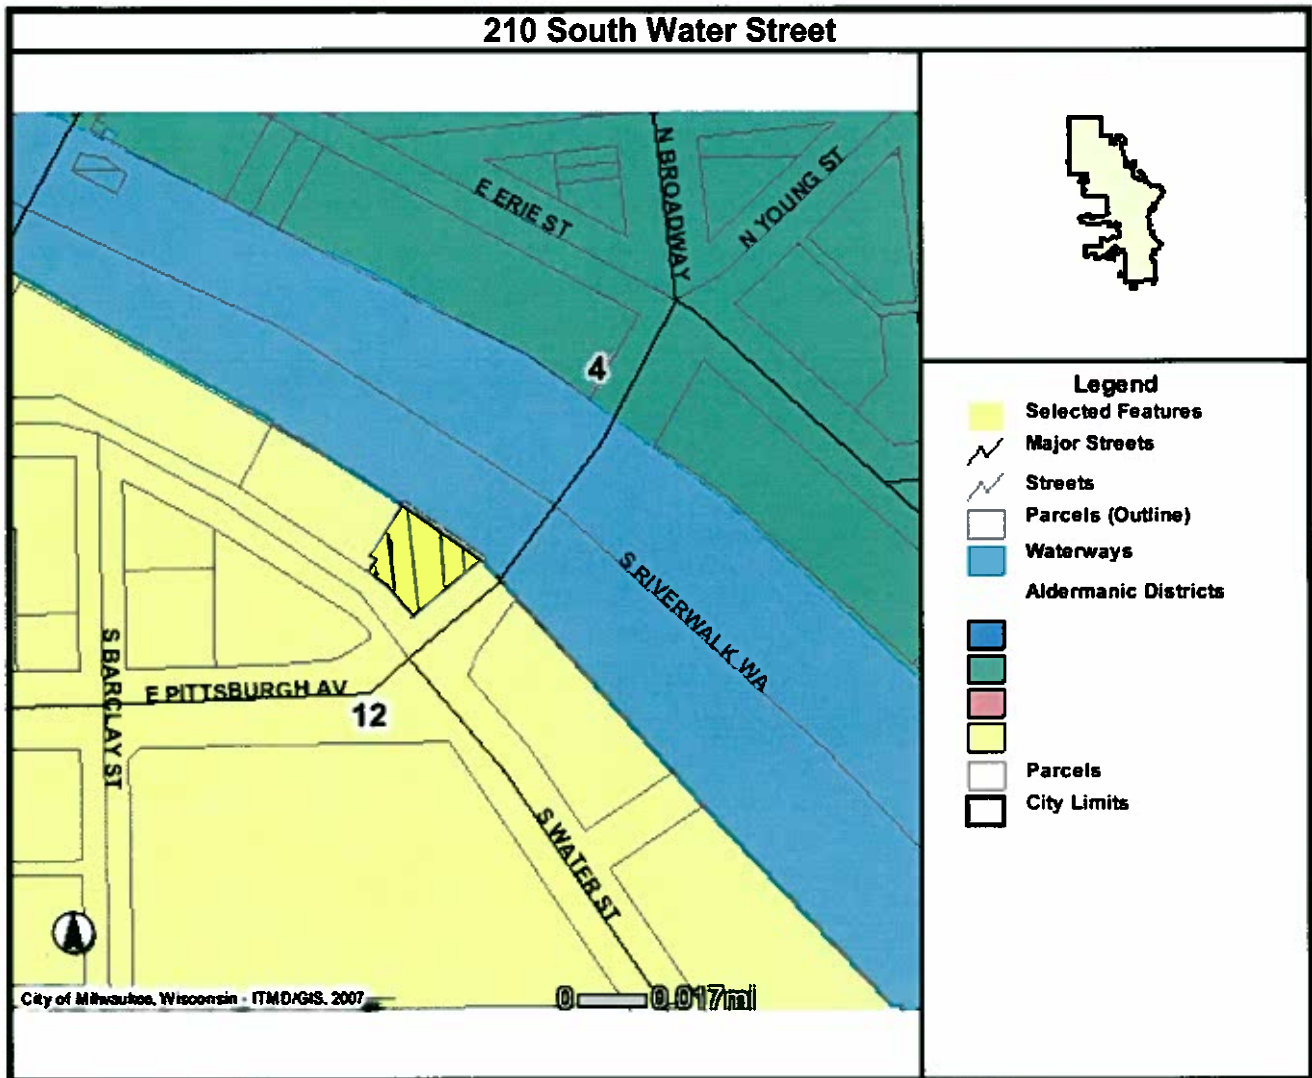 210 South Water Street
N BROADWAY
N YOUNG ST
E ERIE ST
4
S RIVERWALK WA
S BARCLAY ST
E PITTSBURGH AV
12
S WATER ST
City of Milwaukee, Wisconsin - ITMD/GIS, 2007
0 0.017mi
Legend
Selected Features
Major Streets
Streets
Parcels (Outline)
Waterways
Aldermanic Districts
Parcels
City Limits